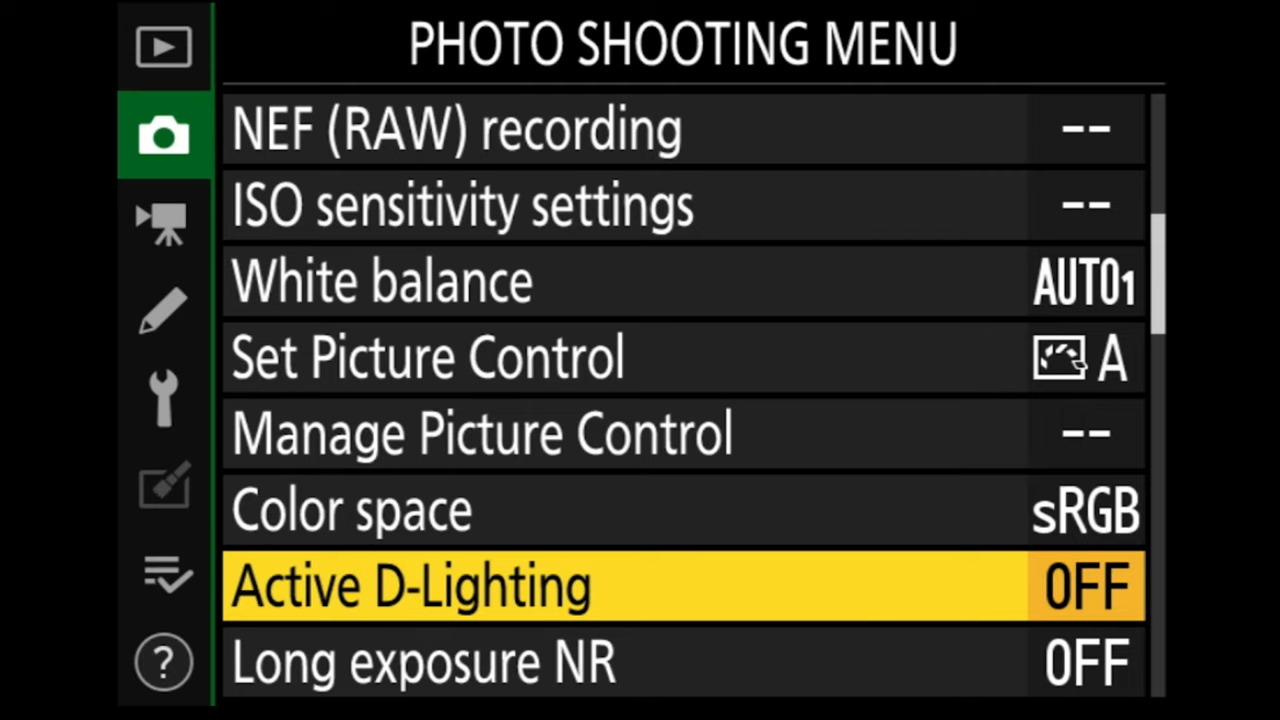 PHOTO SHOOTING MENU
NEF (RAW) recording --
ISO sensitivity settings --
White balance AUTO1
Set Picture Control A
Manage Picture Control --
Color space sRGB
Active D-Lighting OFF
Long exposure NR OFF
?